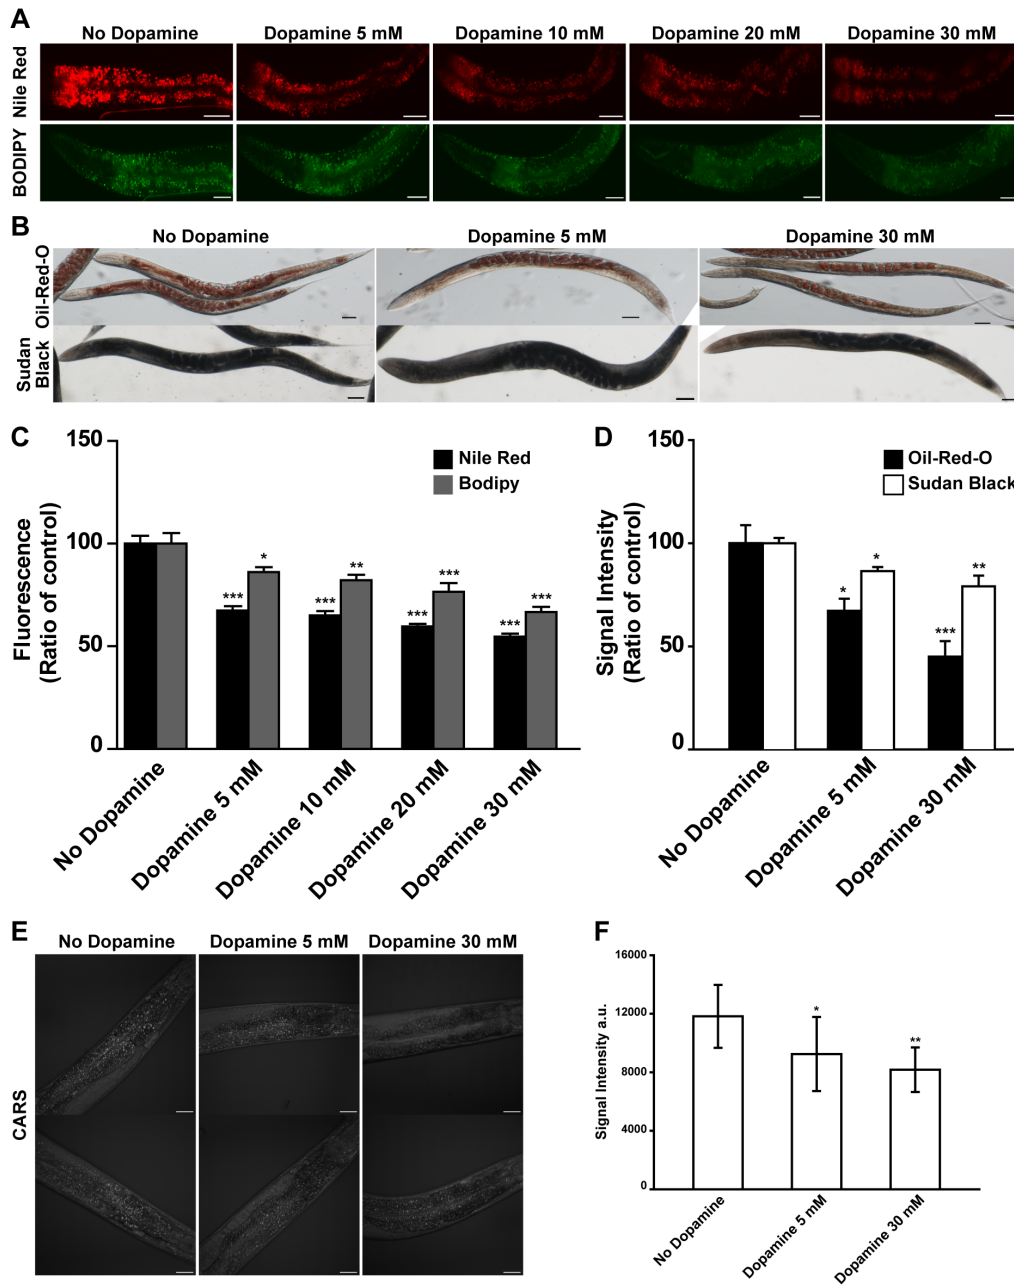 A
No Dopamine Dopamine 5 mM Dopamine 10 mM Dopamine 20 mM Dopamine 30 mM
Nile Red
BODIPY
B
No Dopamine Dopamine 5 mM Dopamine 30 mM
Oil-Red-O
Sudan
Black
C
150
100
50
0
Fluorescence
(Ratio of control)
Nile Red
Bodipy
*** * *** ** *** *** *** ***
No Dopamine
Dopamine 5 mM
Dopamine 10 mM
Dopamine 20 mM
Dopamine 30 mM
D
150
100
50
0
Signal Intensity
(Ratio of control)
Oil-Red-O
Sudan Black
* * *** **
No Dopamine
Dopamine 5 mM
Dopamine 30 mM
E
No Dopamine Dopamine 5 mM Dopamine 30 mM
CARS
F
16000
12000
8000
4000
0
Signal Intensity a.u.
* **
No Dopamine
Dopamine 5 mM
Dopamine 30 mM